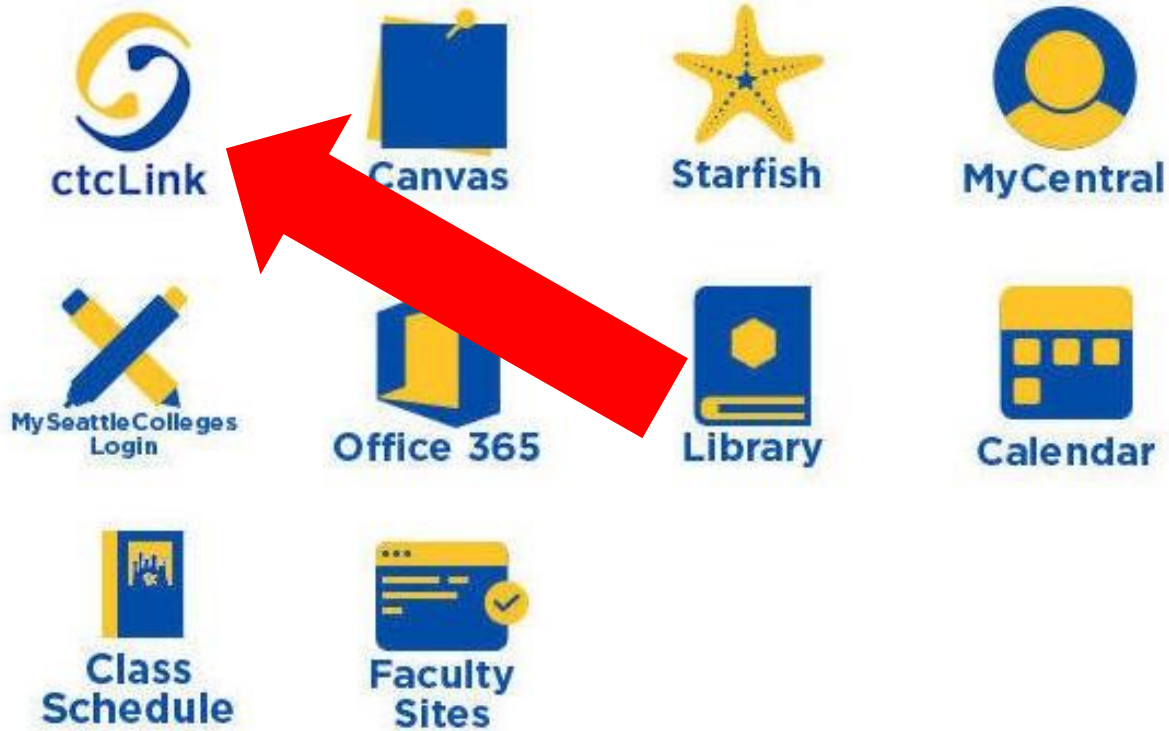 ctcLink
Canvas
Starfish
MyCentral
MySeattleColleges
Login
Office 365
Library
Calendar
Class
Schedule
Faculty
Sites